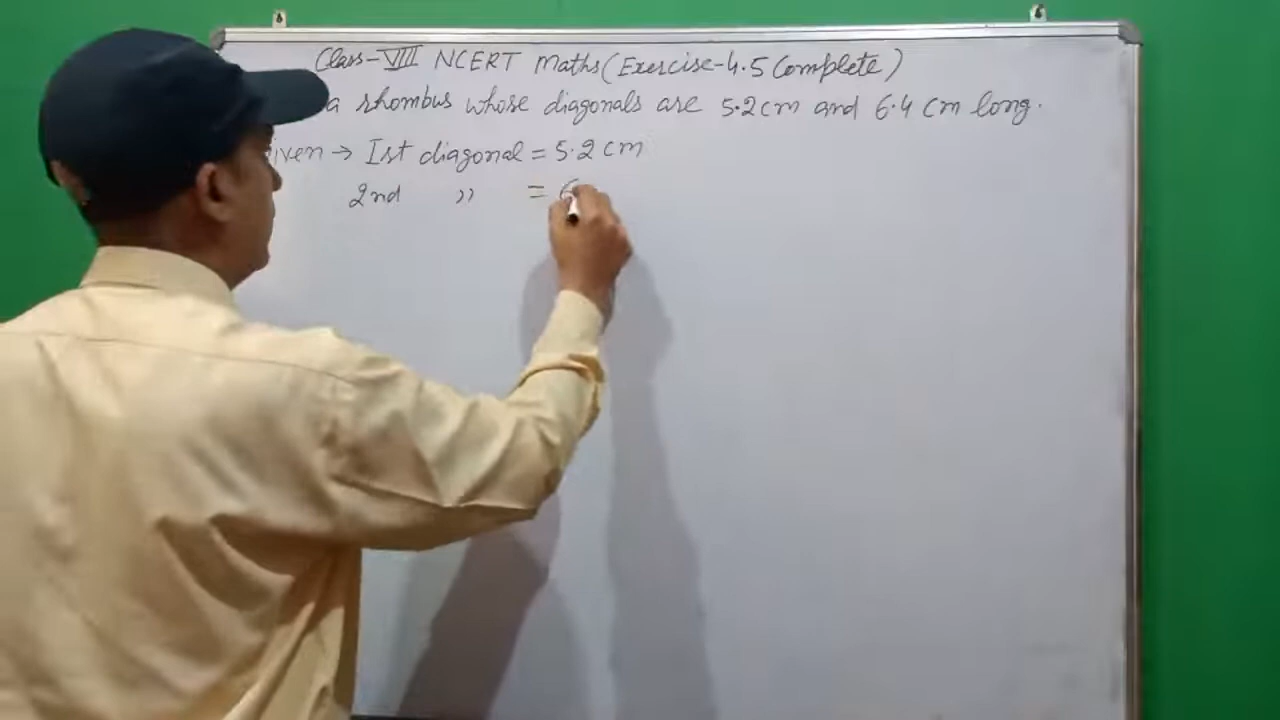 Class-VIII NCERT Maths (Exercise-4.5 Complete)
a rhombus whose diagonals are 5.2cm and 6.4 cm long.
iven → Ist diagonal = 5.2 cm
2nd ,, = 6